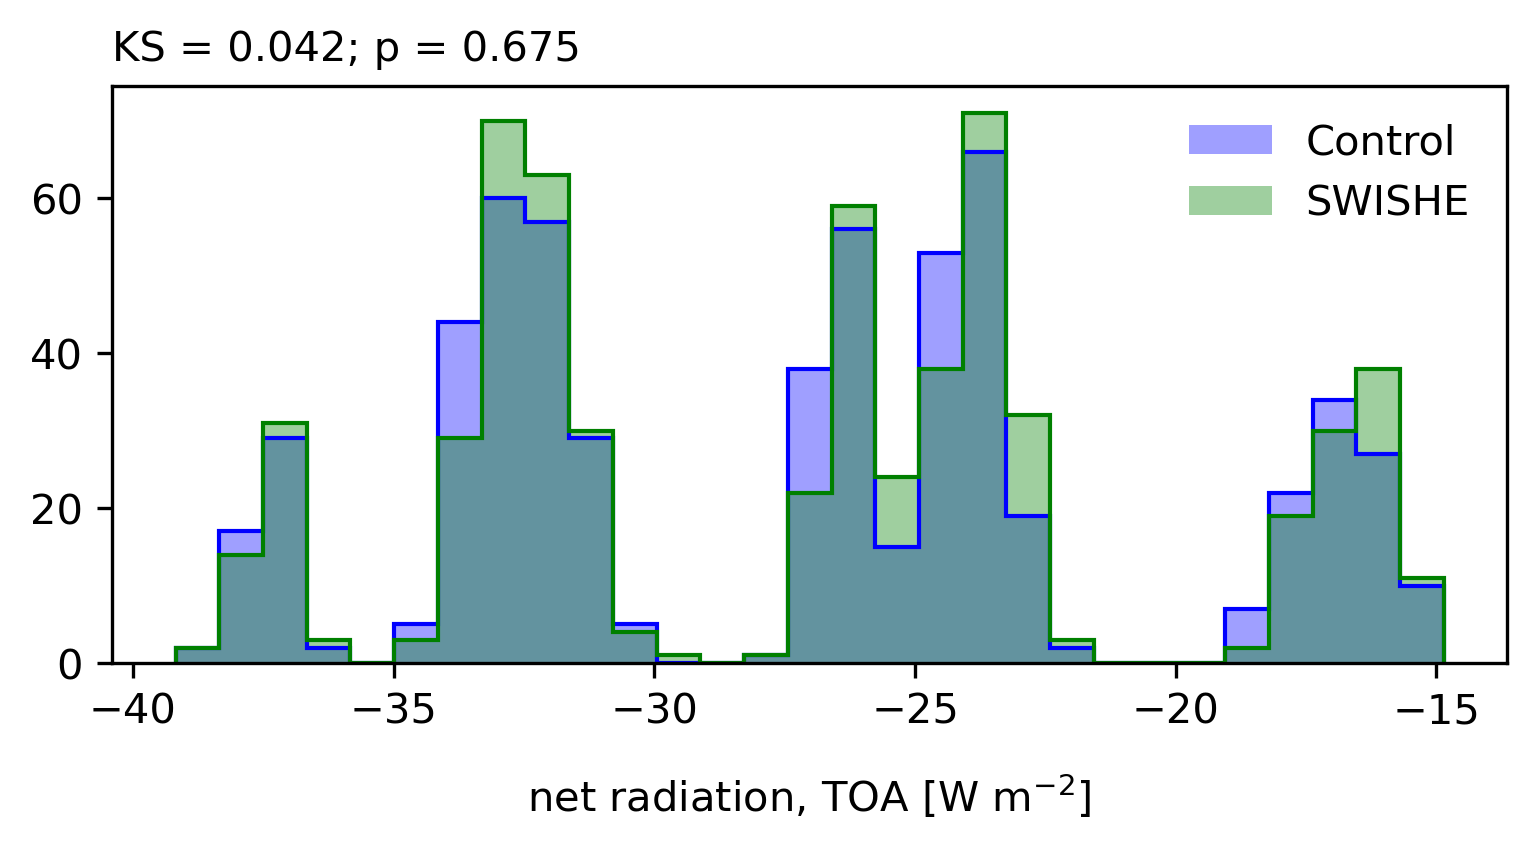 KS = 0.042; p = 0.675
Control
SWISHE
60
40
20
0
−40 −35 −30 −25 −20 −15
net radiation, TOA [W m⁻²]